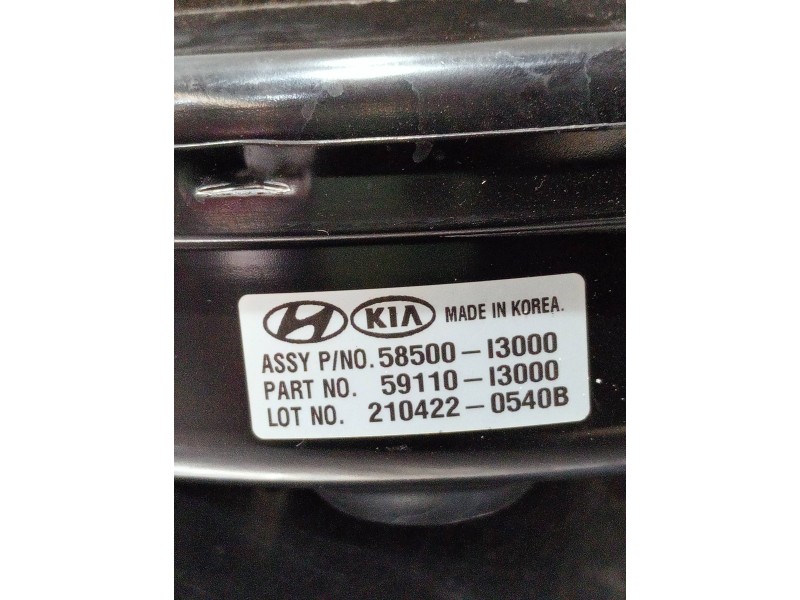 KIA MADE IN KOREA.
ASSY P/NO. 58500-I3000
PART NO. 59110-I3000
LOT NO. 210422-0540B